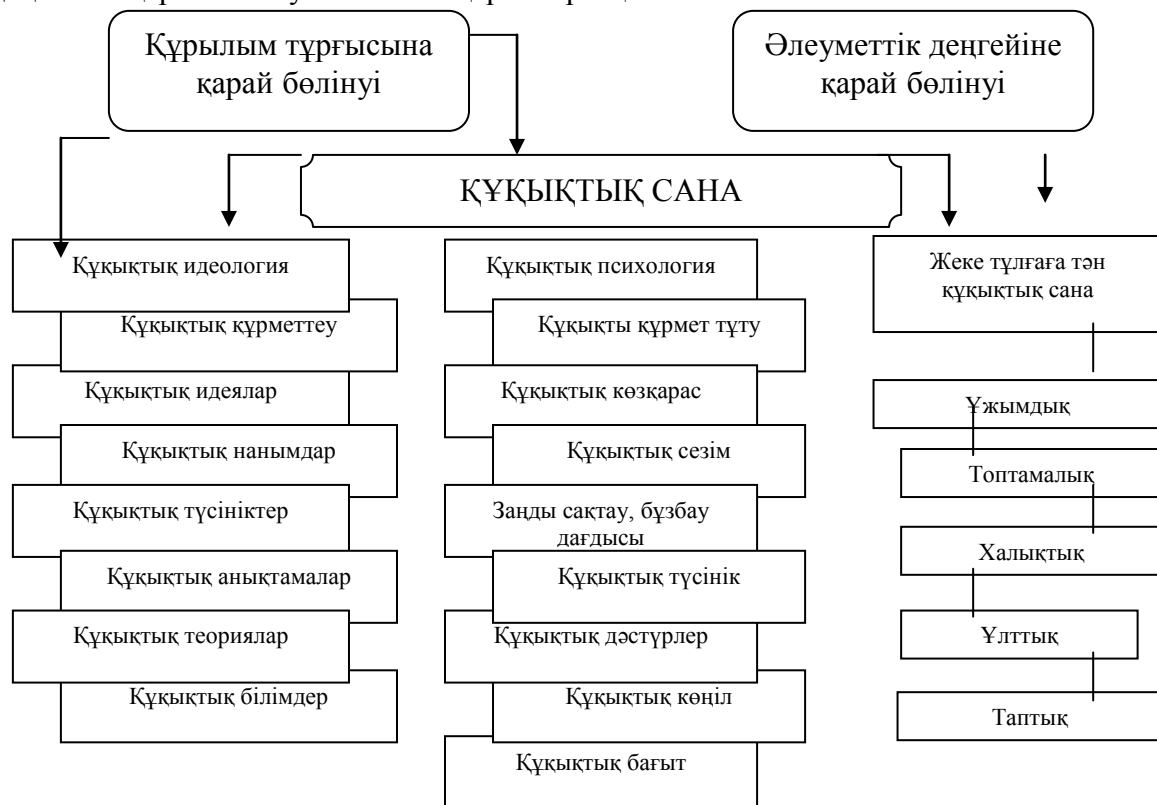 Құрылым тұрғысына
қарай бөлінуі
Әлеуметтік деңгейіне
қарай бөлінуі
ҚҰҚЫҚТЫҚ САНА
Құқықтық идеология
Құқықтық құрметтеу
Құқықтық идеялар
Құқықтық нанымдар
Құқықтық түсініктер
Құқықтық анықтамалар
Құқықтық теориялар
Құқықтық білімдер
Құқықтық психология
Құқықты құрмет тұту
Құқықтық көзқарас
Құқықтық сезім
Заңды сақтау, бұзбау
дағдысы
Құқықтық түсінік
Құқықтық дәстүрлер
Құқықтық көңіл
Құқықтық бағыт
Жеке тұлғаға тән
құқықтық сана
Ұжымдық
Топтамалық
Халықтық
Ұлттық
Таптық